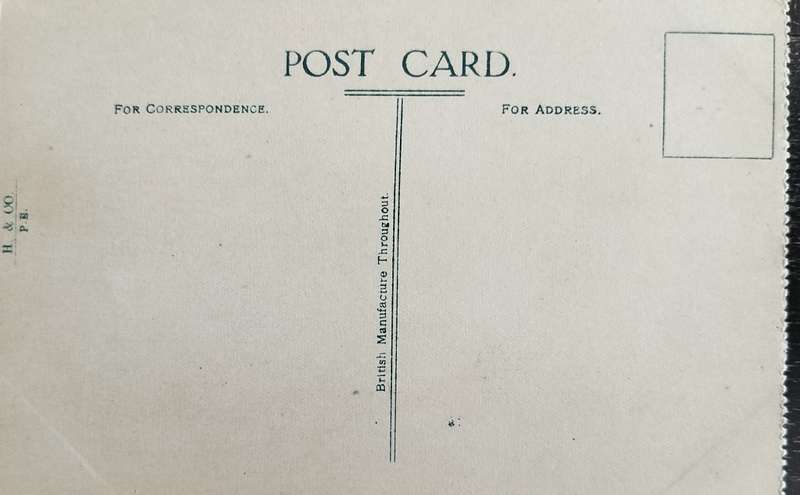 POST CARD.
FOR CORRESPONDENCE.
FOR ADDRESS.
British Manufacture Throughout.
H. & CO.
P.E.